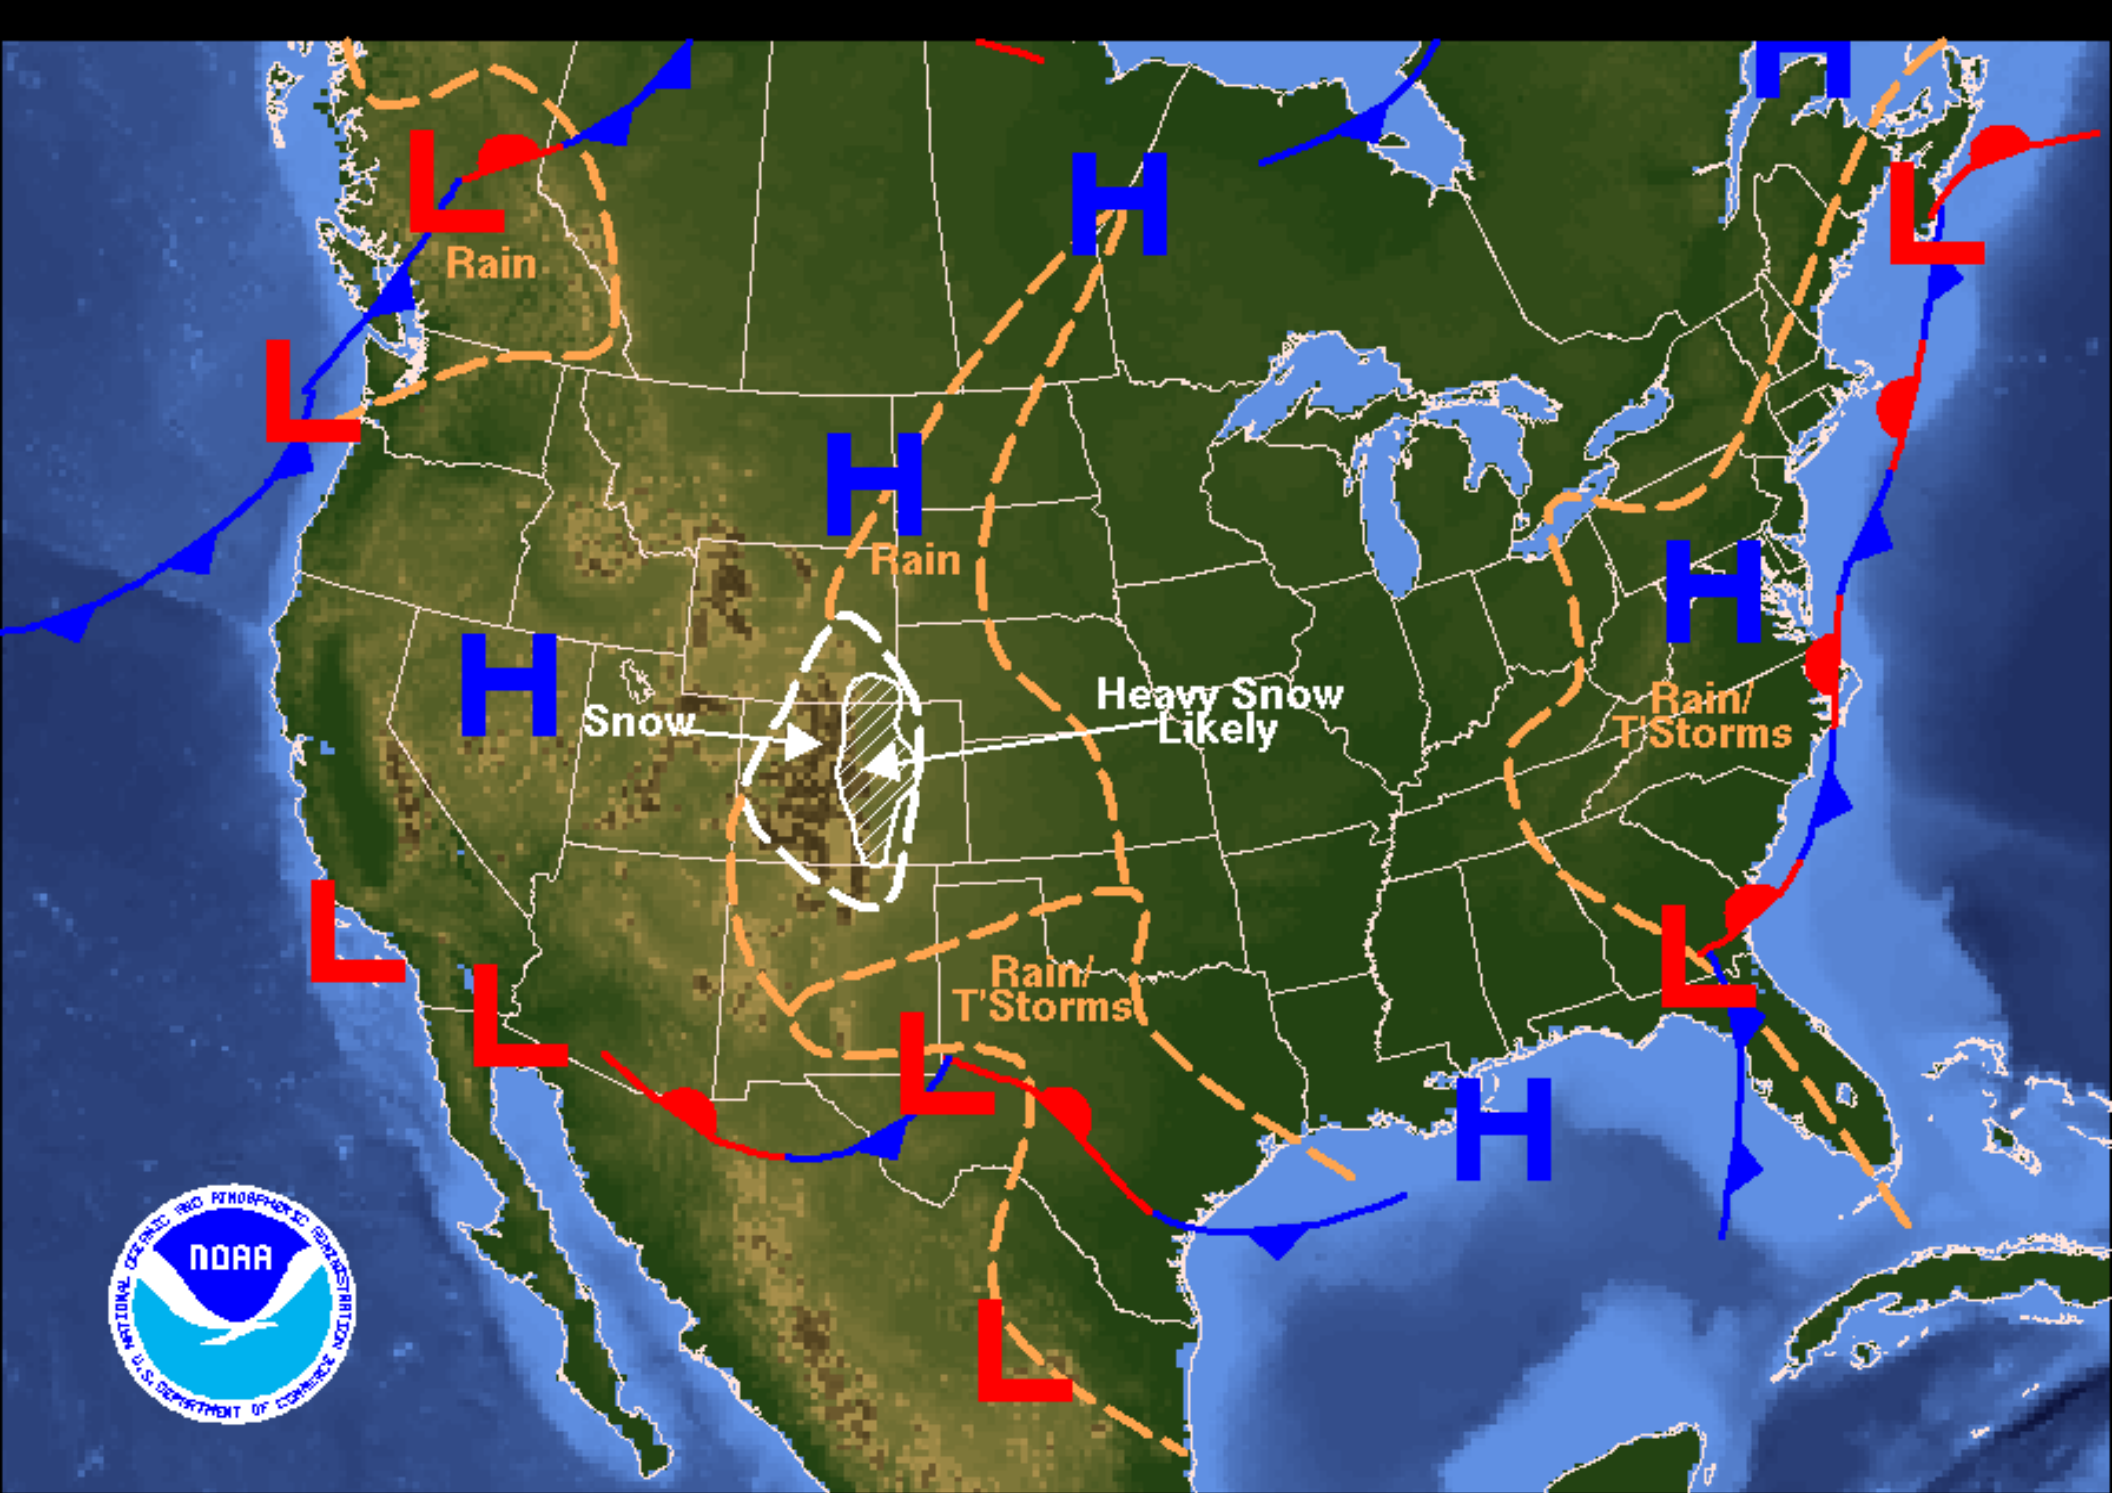 H
H
L
L
Rain
L
H
Rain
H
H
Snow
Heavy Snow
Likely
Rain/
T'Storms
L
L
L
Rain/
T'Storms
L
H
L
NATIONAL OCEANIC AND ATMOSPHERIC ADMINISTRATION
NOAA
U.S. DEPARTMENT OF COMMERCE